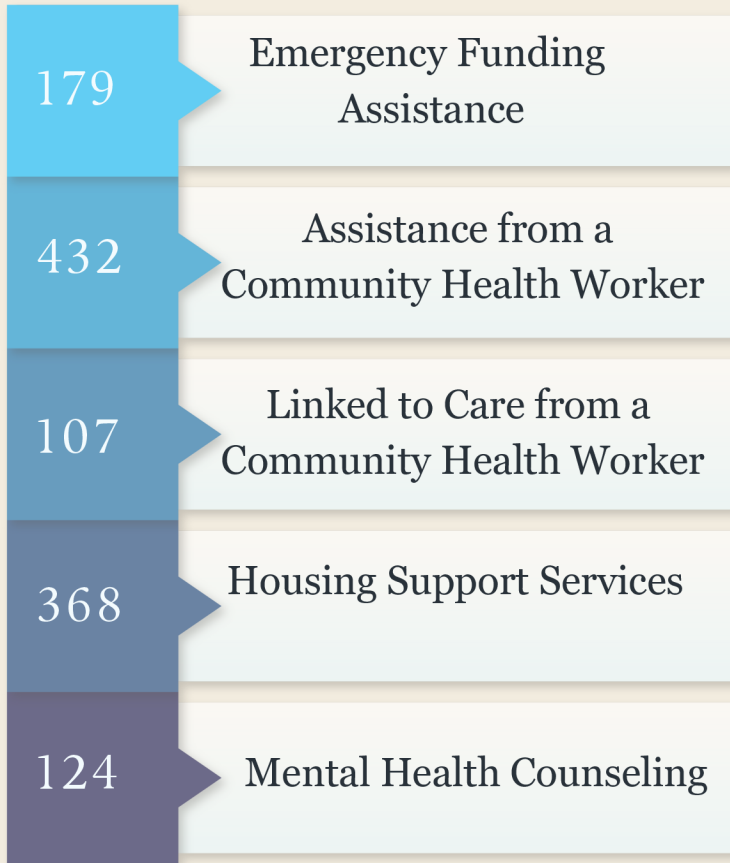 179
Emergency Funding
Assistance
432
Assistance from a
Community Health Worker
107
Linked to Care from a
Community Health Worker
368
Housing Support Services
124
Mental Health Counseling